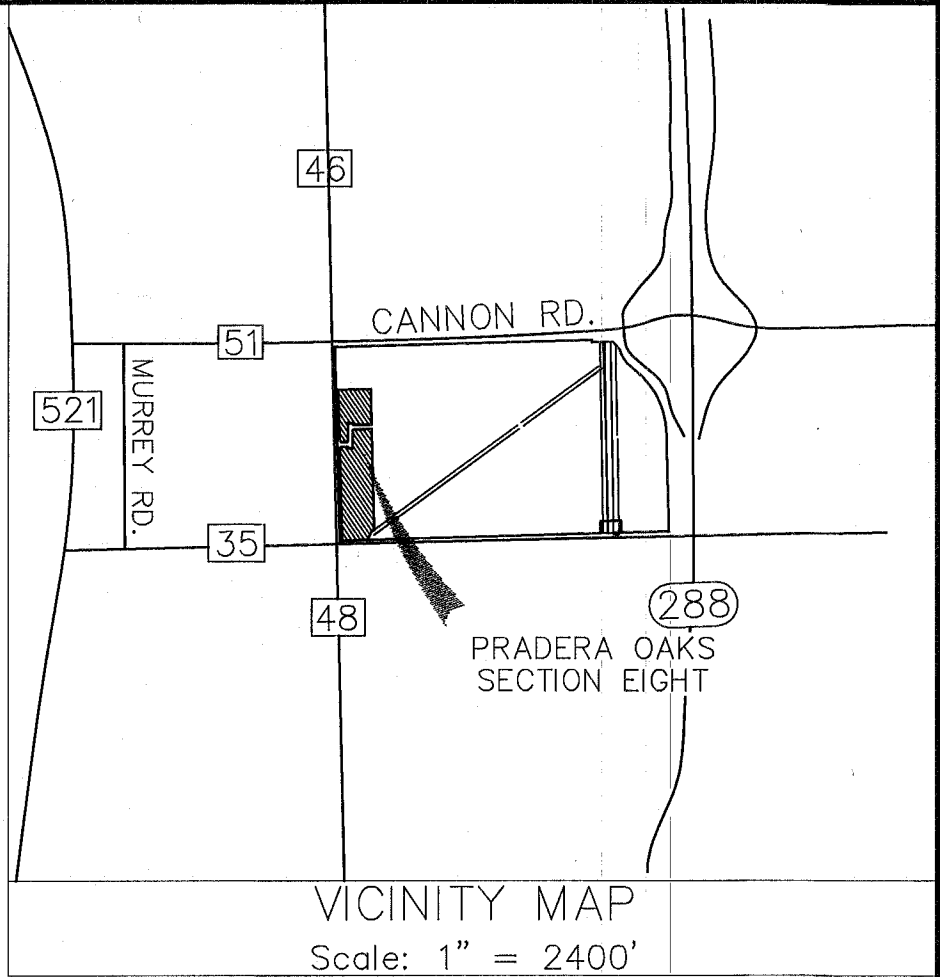 46
CANNON RD.
51
521
MURREY RD.
35
48
288
PRADERA OAKS
SECTION EIGHT
VICINITY MAP
Scale: 1" = 2400'